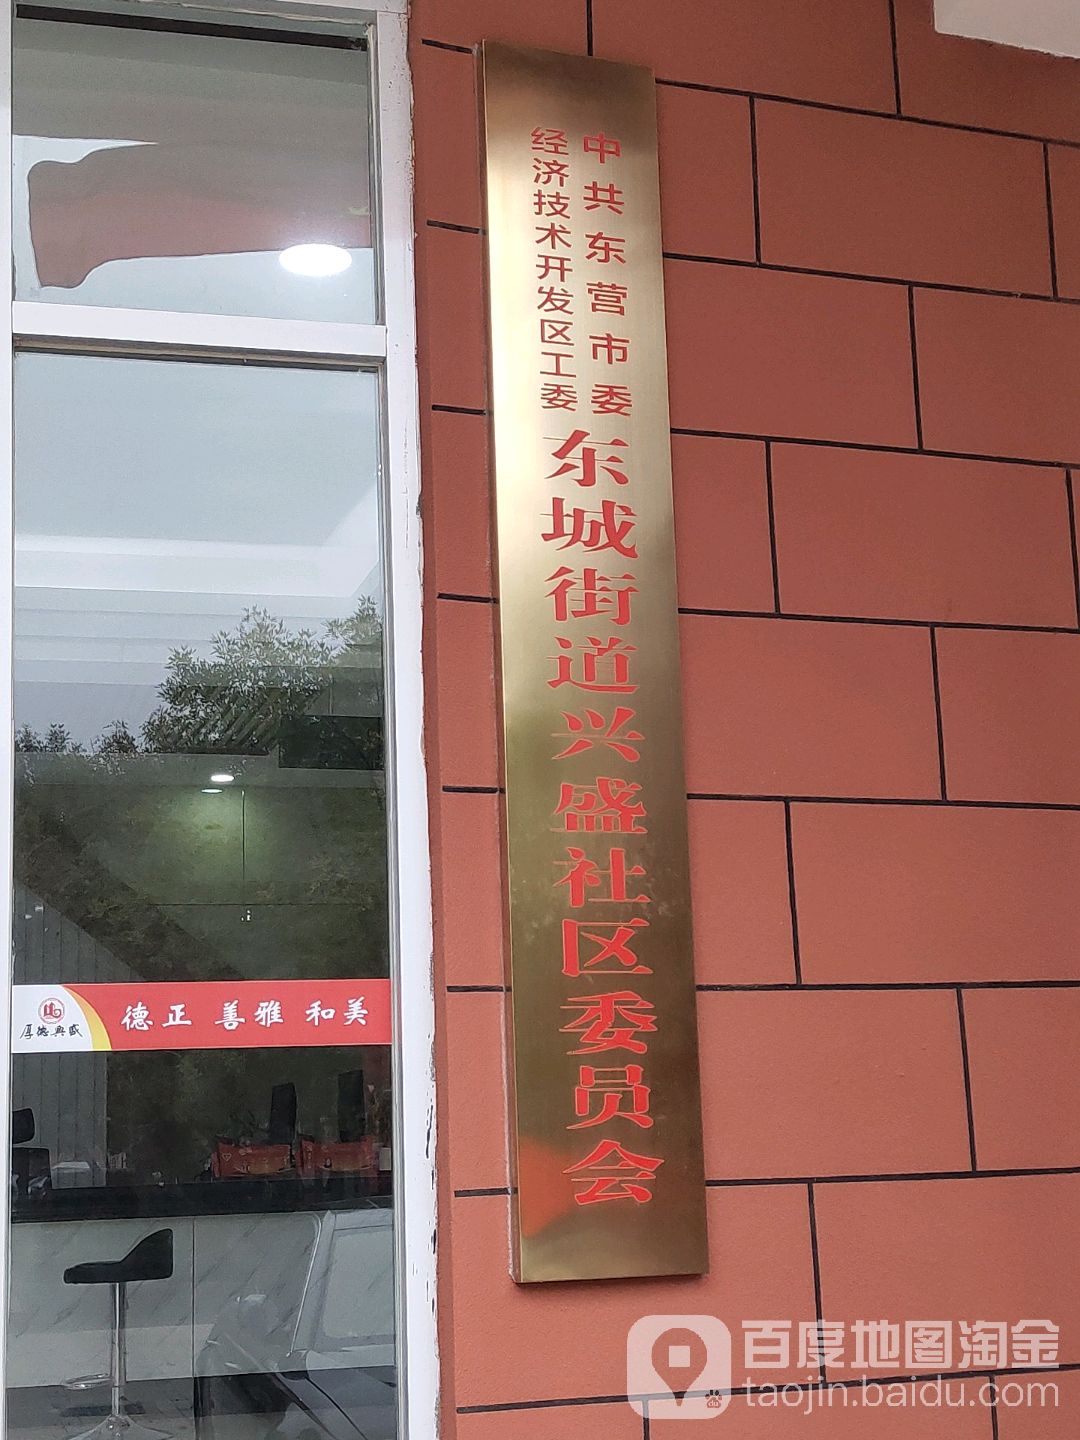 中共东营市委
经济技术开发区工委
东城街道兴盛社区委员会
厚德兴盛
德正 善雅 和美
百度地图淘金
taojin.baidu.com